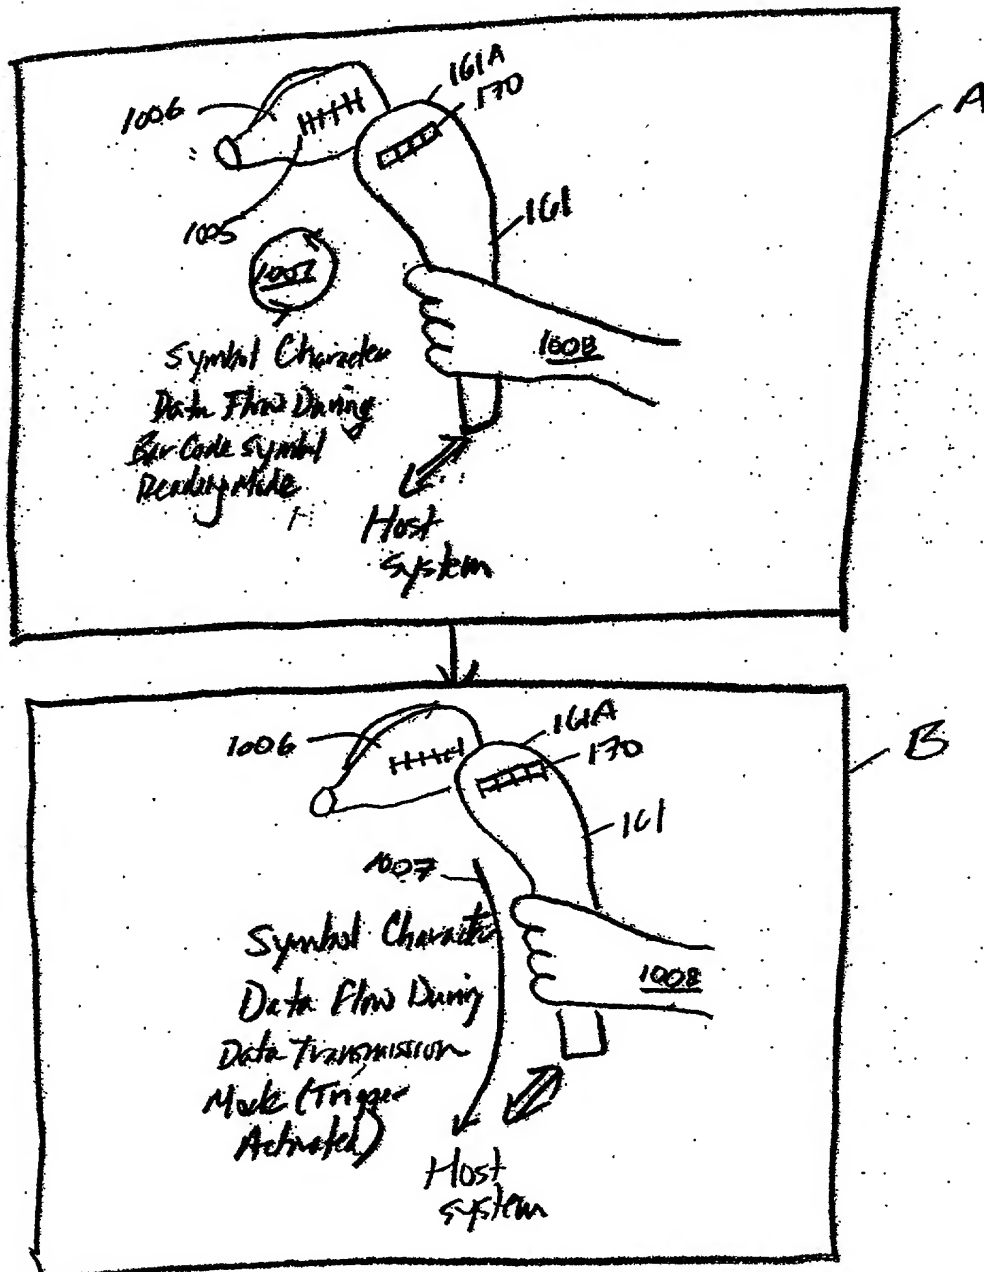 161A
170
A
1006
1005
161
1007
1008
Symbol Character
Data Flow During
Bar Code Symbol
Reading Mode
Host
System
161A
170
B
1006
161
1007
Symbol Character
Data Flow During
1008
Data Transmission
Mode (Trigger
Activated)
Host
system